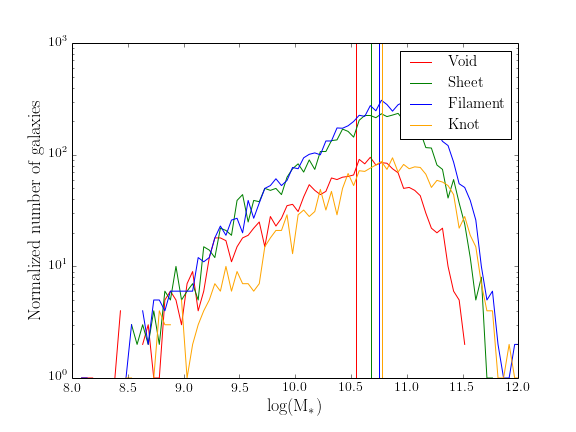 10³
Void
Sheet
Filament
Knot
10²
10¹
10⁰
Normalized number of galaxies
8.0 8.5 9.0 9.5 10.0 10.5 11.0 11.5 12.0
log(M∗)